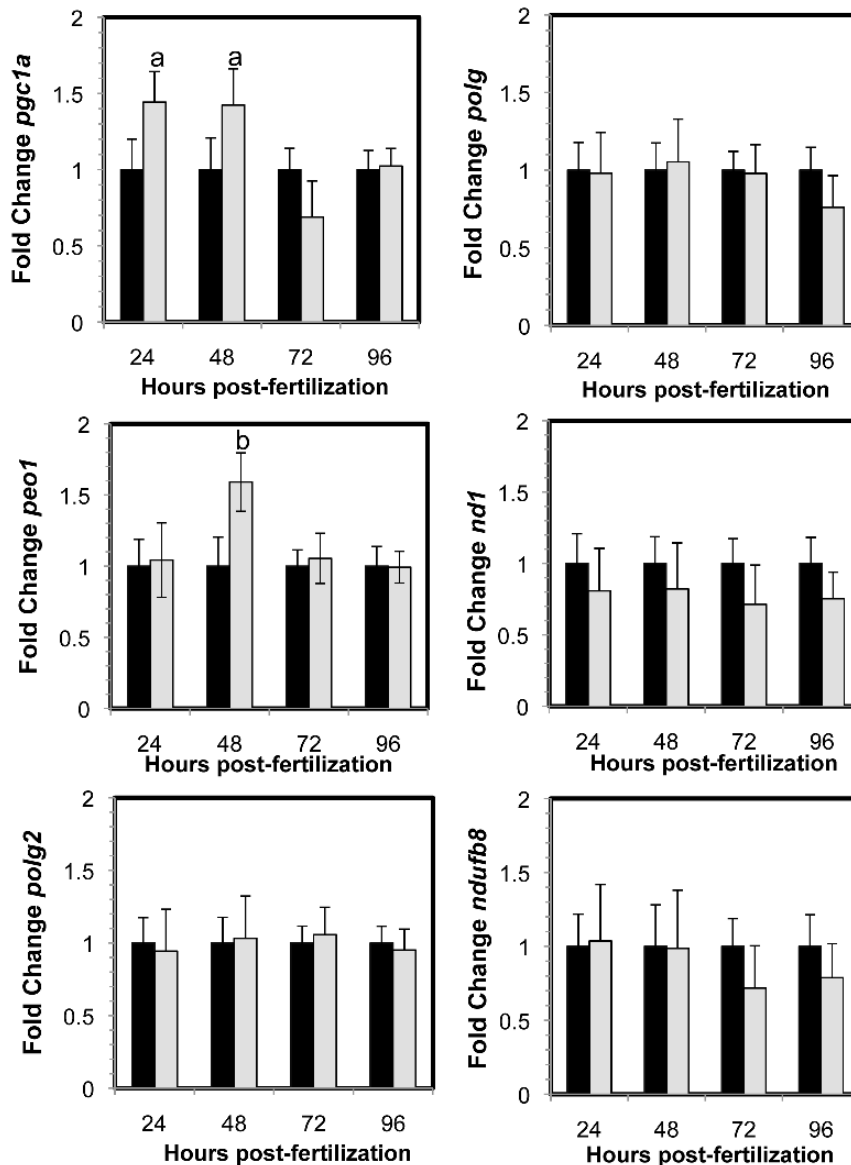 Fold Change pgc1a
2
1.5
1
0.5
0
a
a
24 48 72 96
Hours post-fertilization
Fold Change polg
2
1.5
1
0.5
0
24 48 72 96
Hours post-fertilization
Fold Change peo1
2
1.5
1
0.5
0
b
24 48 72 96
Hours post-fertilization
Fold Change nd1
2
1.5
1
0.5
0
24 48 72 96
Hours post-fertilization
Fold Change polg2
2
1.5
1
0.5
0
24 48 72 96
Hours post-fertilization
Fold Change ndufb8
2
1.5
1
0.5
0
24 48 72 96
Hours post-fertilization